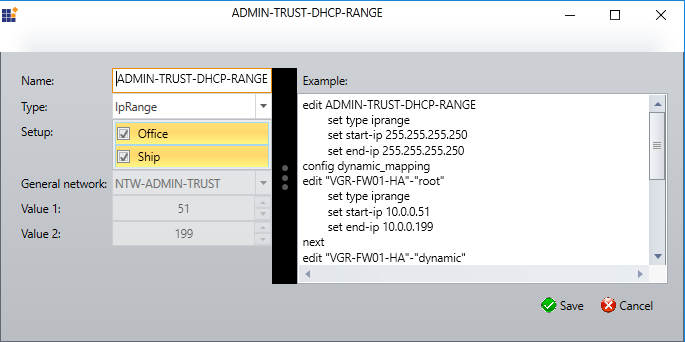 ADMIN-TRUST-DHCP-RANGE
Name:
ADMIN-TRUST-DHCP-RANGE
Type:
IpRange
Setup:
Office
Ship
General network:
NTW-ADMIN-TRUST
Value 1:
51
Value 2:
199
Example:
edit ADMIN-TRUST-DHCP-RANGE
set type iprange
set start-ip 255.255.255.250
set end-ip 255.255.255.250
config dynamic_mapping
edit "VGR-FW01-HA"-"root"
set type iprange
set start-ip 10.0.0.51
set end-ip 10.0.0.199
next
edit "VGR-FW01-HA"-"dynamic"
Save
Cancel